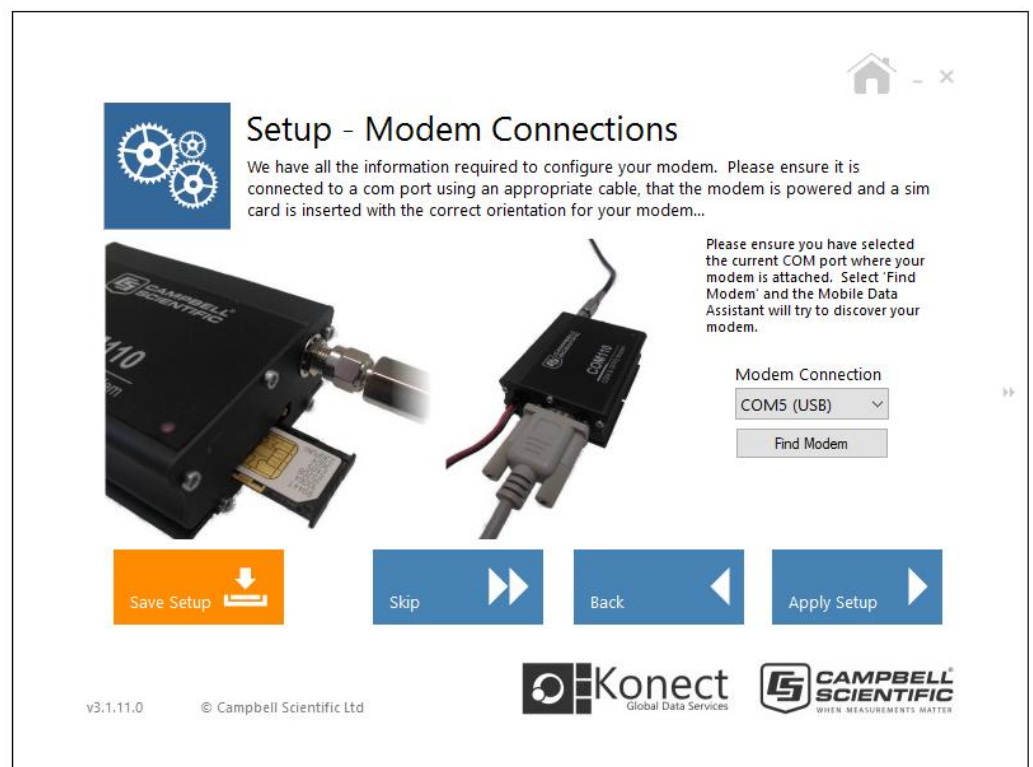 Setup - Modem Connections
We have all the information required to configure your modem. Please ensure it is
connected to a com port using an appropriate cable, that the modem is powered and a sim
card is inserted with the correct orientation for your modem...
Please ensure you have selected
the current COM port where your
modem is attached. Select 'Find
Modem' and the Mobile Data
Assistant will try to discover your
modem.
CAMPBELL
SCIENTIFIC
CAMPBELL
SCIENTIFIC
COM110
Modem Connection
COM5 (USB)
Find Modem
Save Setup
Skip
Back
Apply Setup
v3.1.11.0
© Campbell Scientific Ltd
Konect
Global Data Services
CAMPBELL
SCIENTIFIC
WHEN MEASUREMENTS MATTER